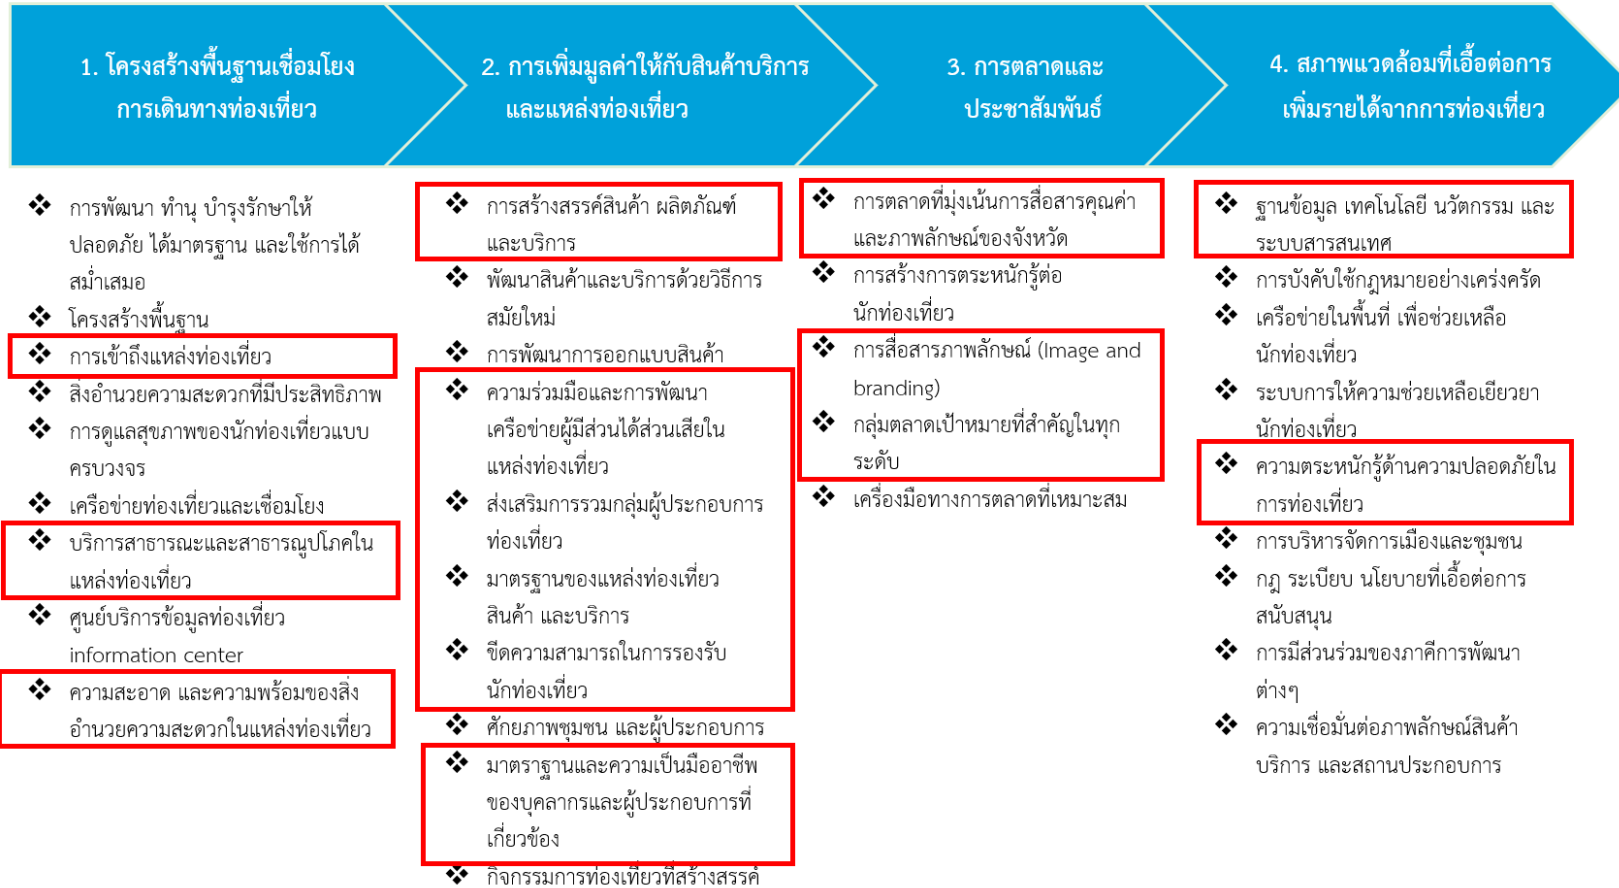 1. โครงสร้างพื้นฐานเชื่อมโยง
การเดินทางท่องเที่ยว
2. การเพิ่มมูลค่าให้กับสินค้าบริการ
และแหล่งท่องเที่ยว
3. การตลาดและ
ประชาสัมพันธ์
4. สภาพแวดล้อมที่เอื้อต่อการ
เพิ่มรายได้จากการท่องเที่ยว
❖ การพัฒนา ทำนุ บำรุงรักษาให้
ปลอดภัย ได้มาตรฐาน และใช้การได้
สม่ำเสมอ
❖ โครงสร้างพื้นฐาน
❖ การเข้าถึงแหล่งท่องเที่ยว
❖ สิ่งอำนวยความสะดวกที่มีประสิทธิภาพ
❖ การดูแลสุขภาพของนักท่องเที่ยวแบบ
ครบวงจร
❖ เครือข่ายท่องเที่ยวและเชื่อมโยง
❖ บริการสาธารณะและสาธารณูปโภคใน
แหล่งท่องเที่ยว
❖ ศูนย์บริการข้อมูลท่องเที่ยว
information center
❖ ความสะอาด และความพร้อมของสิ่ง
อำนวยความสะดวกในแหล่งท่องเที่ยว
❖ การสร้างสรรค์สินค้า ผลิตภัณฑ์
และบริการ
❖ พัฒนาสินค้าและบริการด้วยวิธีการ
สมัยใหม่
❖ การพัฒนาการออกแบบสินค้า
❖ ความร่วมมือและการพัฒนา
เครือข่ายผู้มีส่วนได้ส่วนเสียใน
แหล่งท่องเที่ยว
❖ ส่งเสริมการรวมกลุ่มผู้ประกอบการ
ท่องเที่ยว
❖ มาตรฐานของแหล่งท่องเที่ยว
สินค้า และบริการ
❖ ขีดความสามารถในการรองรับ
นักท่องเที่ยว
❖ ศักยภาพชุมชน และผู้ประกอบการ
❖ มาตราฐานและความเป็นมืออาชีพ
ของบุคลากรและผู้ประกอบการที่
เกี่ยวข้อง
❖ กิจกรรมการท่องเที่ยวที่สร้างสรรค์
❖ การตลาดที่มุ่งเน้นการสื่อสารคุณค่า
และภาพลักษณ์ของจังหวัด
❖ การสร้างการตระหนักรู้ต่อ
นักท่องเที่ยว
❖ การสื่อสารภาพลักษณ์ (Image and
branding)
❖ กลุ่มตลาดเป้าหมายที่สำคัญในทุก
ระดับ
❖ เครื่องมือทางการตลาดที่เหมาะสม
❖ ฐานข้อมูล เทคโนโลยี นวัตกรรม และ
ระบบสารสนเทศ
❖ การบังคับใช้กฎหมายอย่างเคร่งครัด
❖ เครือข่ายในพื้นที่ เพื่อช่วยเหลือ
นักท่องเที่ยว
❖ ระบบการให้ความช่วยเหลือเยียวยา
นักท่องเที่ยว
❖ ความตระหนักรู้ด้านความปลอดภัยใน
การท่องเที่ยว
❖ การบริหารจัดการเมืองและชุมชน
❖ กฎ ระเบียบ นโยบายที่เอื้อต่อการ
สนับสนุน
❖ การมีส่วนร่วมของภาคีการพัฒนา
ต่างๆ
❖ ความเชื่อมั่นต่อภาพลักษณ์สินค้า
บริการ และสถานประกอบการ